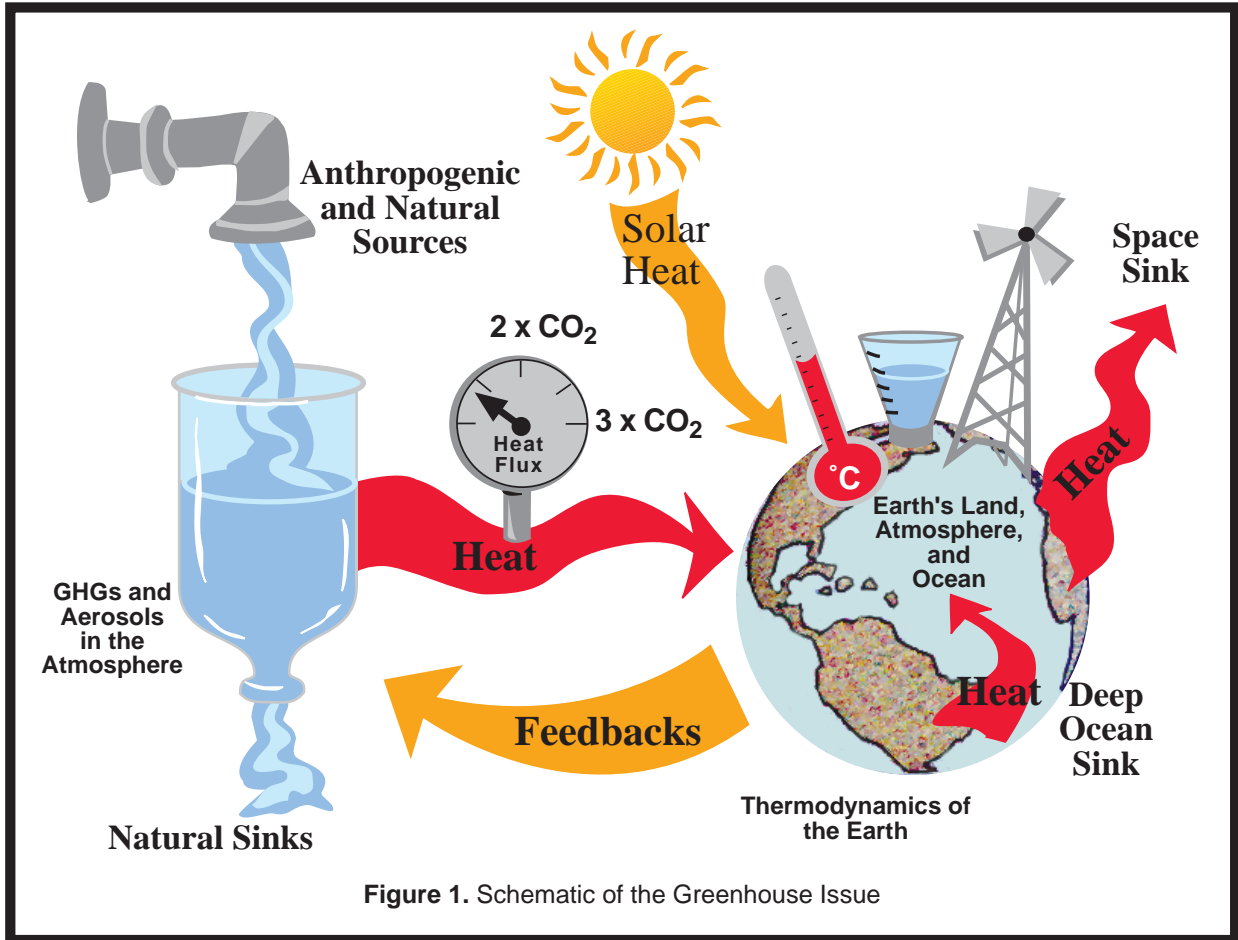 Anthropogenic
and Natural
Sources
Solar
Heat
Space
Sink
2 x CO₂
3 x CO₂
Heat
Flux
°C
Heat
Earth's Land,
Atmosphere,
and
Ocean
Heat
GHGs and
Aerosols
in the
Atmosphere
Feedbacks
Heat
Deep
Ocean
Sink
Natural Sinks
Thermodynamics of
the Earth
Figure 1. Schematic of the Greenhouse Issue